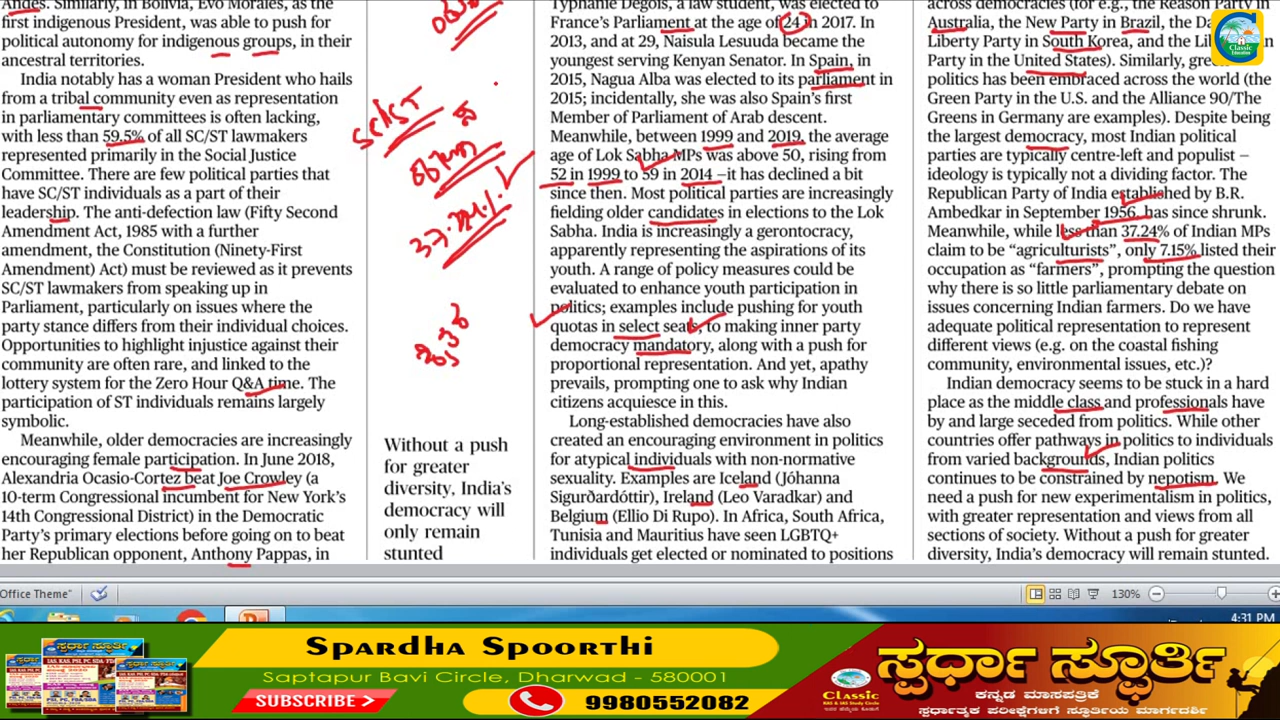 Andes. Similarly, in Bolivia, Evo Morales, as the
first indigenous President, was able to push for
political autonomy for indigenous groups, in their
ancestral territories.
India notably has a woman President who hails
from a tribal community even as representation
in parliamentary committees is often lacking,
with less than 59.5% of all SC/ST lawmakers
represented primarily in the Social Justice
Committee. There are few political parties that
have SC/ST individuals as a part of their
leadership. The anti-defection law (Fifty Second
Amendment Act, 1985 with a further
amendment, the Constitution (Ninety-First
Amendment) Act) must be reviewed as it prevents
SC/ST lawmakers from speaking up in
Parliament, particularly on issues where the
party stance differs from their individual choices.
Opportunities to highlight injustice against their
community are often rare, and linked to the
lottery system for the Zero Hour Q&A time. The
participation of ST individuals remains largely
symbolic.
Meanwhile, older democracies are increasingly
encouraging female participation. In June 2018,
Alexandria Ocasio-Cortez beat Joe Crowley (a
10-term Congressional incumbent for New York's
14th Congressional District) in the Democratic
Party's primary elections before going on to beat
her Republican opponent, Anthony Pappas, in
SC/ST
37.24%
Without a push
for greater
diversity, India's
democracy will
only remain
stunted
Typhanie Degois, a law student, was elected to
France's Parliament at the age of 24 in 2017. In
2013, and at 29, Naisula Lesuuda became the
youngest serving Kenyan Senator. In Spain, in
2015, Nagua Alba was elected to its parliament in
2015; incidentally, she was also Spain's first
Member of Parliament of Arab descent.
Meanwhile, between 1999 and 2019, the average
age of Lok Sabha MPs was above 50, rising from
52 in 1999 to 59 in 2014 —it has declined a bit
since then. Most political parties are increasingly
fielding older candidates in elections to the Lok
Sabha. India is increasingly a gerontocracy,
apparently representing the aspirations of its
youth. A range of policy measures could be
evaluated to enhance youth participation in
politics; examples include pushing for youth
quotas in select seats, to making inner party
democracy mandatory, along with a push for
proportional representation. And yet, apathy
prevails, prompting one to ask why Indian
citizens acquiesce in this.
Long-established democracies have also
created an encouraging environment in politics
for atypical individuals with non-normative
sexuality. Examples are Iceland (Jóhanna
Sigurðardóttir), Ireland (Leo Varadkar) and
Belgium (Ellio Di Rupo). In Africa, South Africa,
Tunisia and Mauritius have seen LGBTQ+
individuals get elected or nominated to positions
across democracies (for e.g., the Reason Party in
Australia, the New Party in Brazil, the Da
Liberty Party in South Korea, and the Lib
Party in the United States). Similarly, gree
politics has been embraced across the world (the
Green Party in the U.S. and the Alliance 90/The
Greens in Germany are examples). Despite being
the largest democracy, most Indian political
parties are typically centre-left and populist —
ideology is typically not a dividing factor. The
Republican Party of India established by B.R.
Ambedkar in September 1956, has since shrunk.
Meanwhile, while less than 37.24% of Indian MPs
claim to be “agriculturists”, only 7.15% listed their
occupation as “farmers”, prompting the question
why there is so little parliamentary debate on
issues concerning Indian farmers. Do we have
adequate political representation to represent
different views (e.g. on the coastal fishing
community, environmental issues, etc.)?
Indian democracy seems to be stuck in a hard
place as the middle class and professionals have
by and large seceded from politics. While other
countries offer pathways in politics to individuals
from varied backgrounds, Indian politics
continues to be constrained by nepotism. We
need a push for new experimentalism in politics,
with greater representation and views from all
sections of society. Without a push for greater
diversity, India's democracy will remain stunted.
Classic
Education
Office Theme"
130%
4:31 PM
Spardha Spoorthi
Saptapur Bavi Circle, Dharwad - 580001
SUBSCRIBE
9980552082
Classic
ಸ್ಪರ್ಧಾ ಸ್ಫೂರ್ತಿ
ಕನ್ನಡ ಮಾಸಪತ್ರಿಕೆ
ಸ್ಪರ್ಧಾತ್ಮಕ ಪರೀಕ್ಷೆಗಳಿಗೆ ಸ್ಫೂರ್ತಿಯ ಮಾರ್ಗದರ್ಶಿ